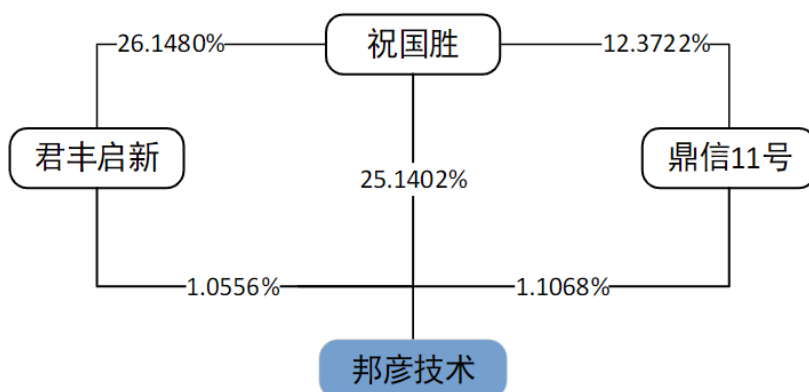 祝国胜
26.1480%
12.3722%
君丰启新
鼎信11号
25.1402%
1.0556%
1.1068%
邦彦技术